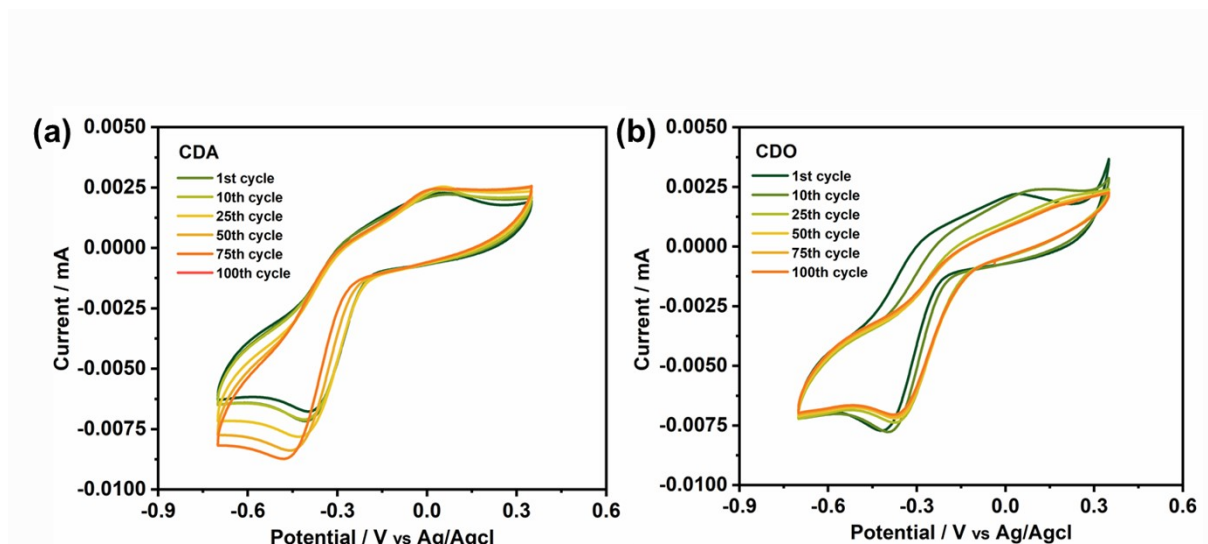 (a)
CDA
1st cycle
10th cycle
25th cycle
50th cycle
75th cycle
100th cycle
0.0050
0.0025
0.0000
-0.0025
-0.0050
-0.0075
-0.0100
Current / mA
-0.9 -0.6 -0.3 0.0 0.3 0.6
Potential / V vs Ag/Agcl
(b)
CDO
1st cycle
10th cycle
25th cycle
50th cycle
75th cycle
100th cycle
0.0050
0.0025
0.0000
-0.0025
-0.0050
-0.0075
-0.0100
Current / mA
-0.9 -0.6 -0.3 0.0 0.3 0.6
Potential / V vs Ag/Agcl